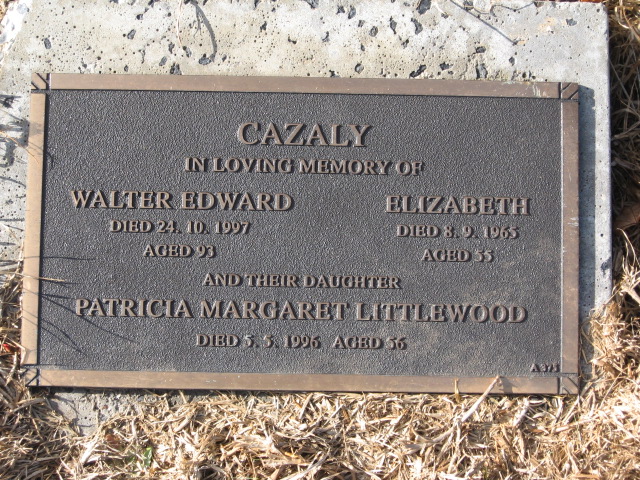 CAZALY
IN LOVING MEMORY OF
WALTER EDWARD ELIZABETH
DIED 24. 10. 1997 DIED 8. 9. 1965
AGED 93 AGED 55
AND THEIR DAUGHTER
PATRICIA MARGARET LITTLEWOOD
DIED 5. 5. 1996 AGED 56
A 373